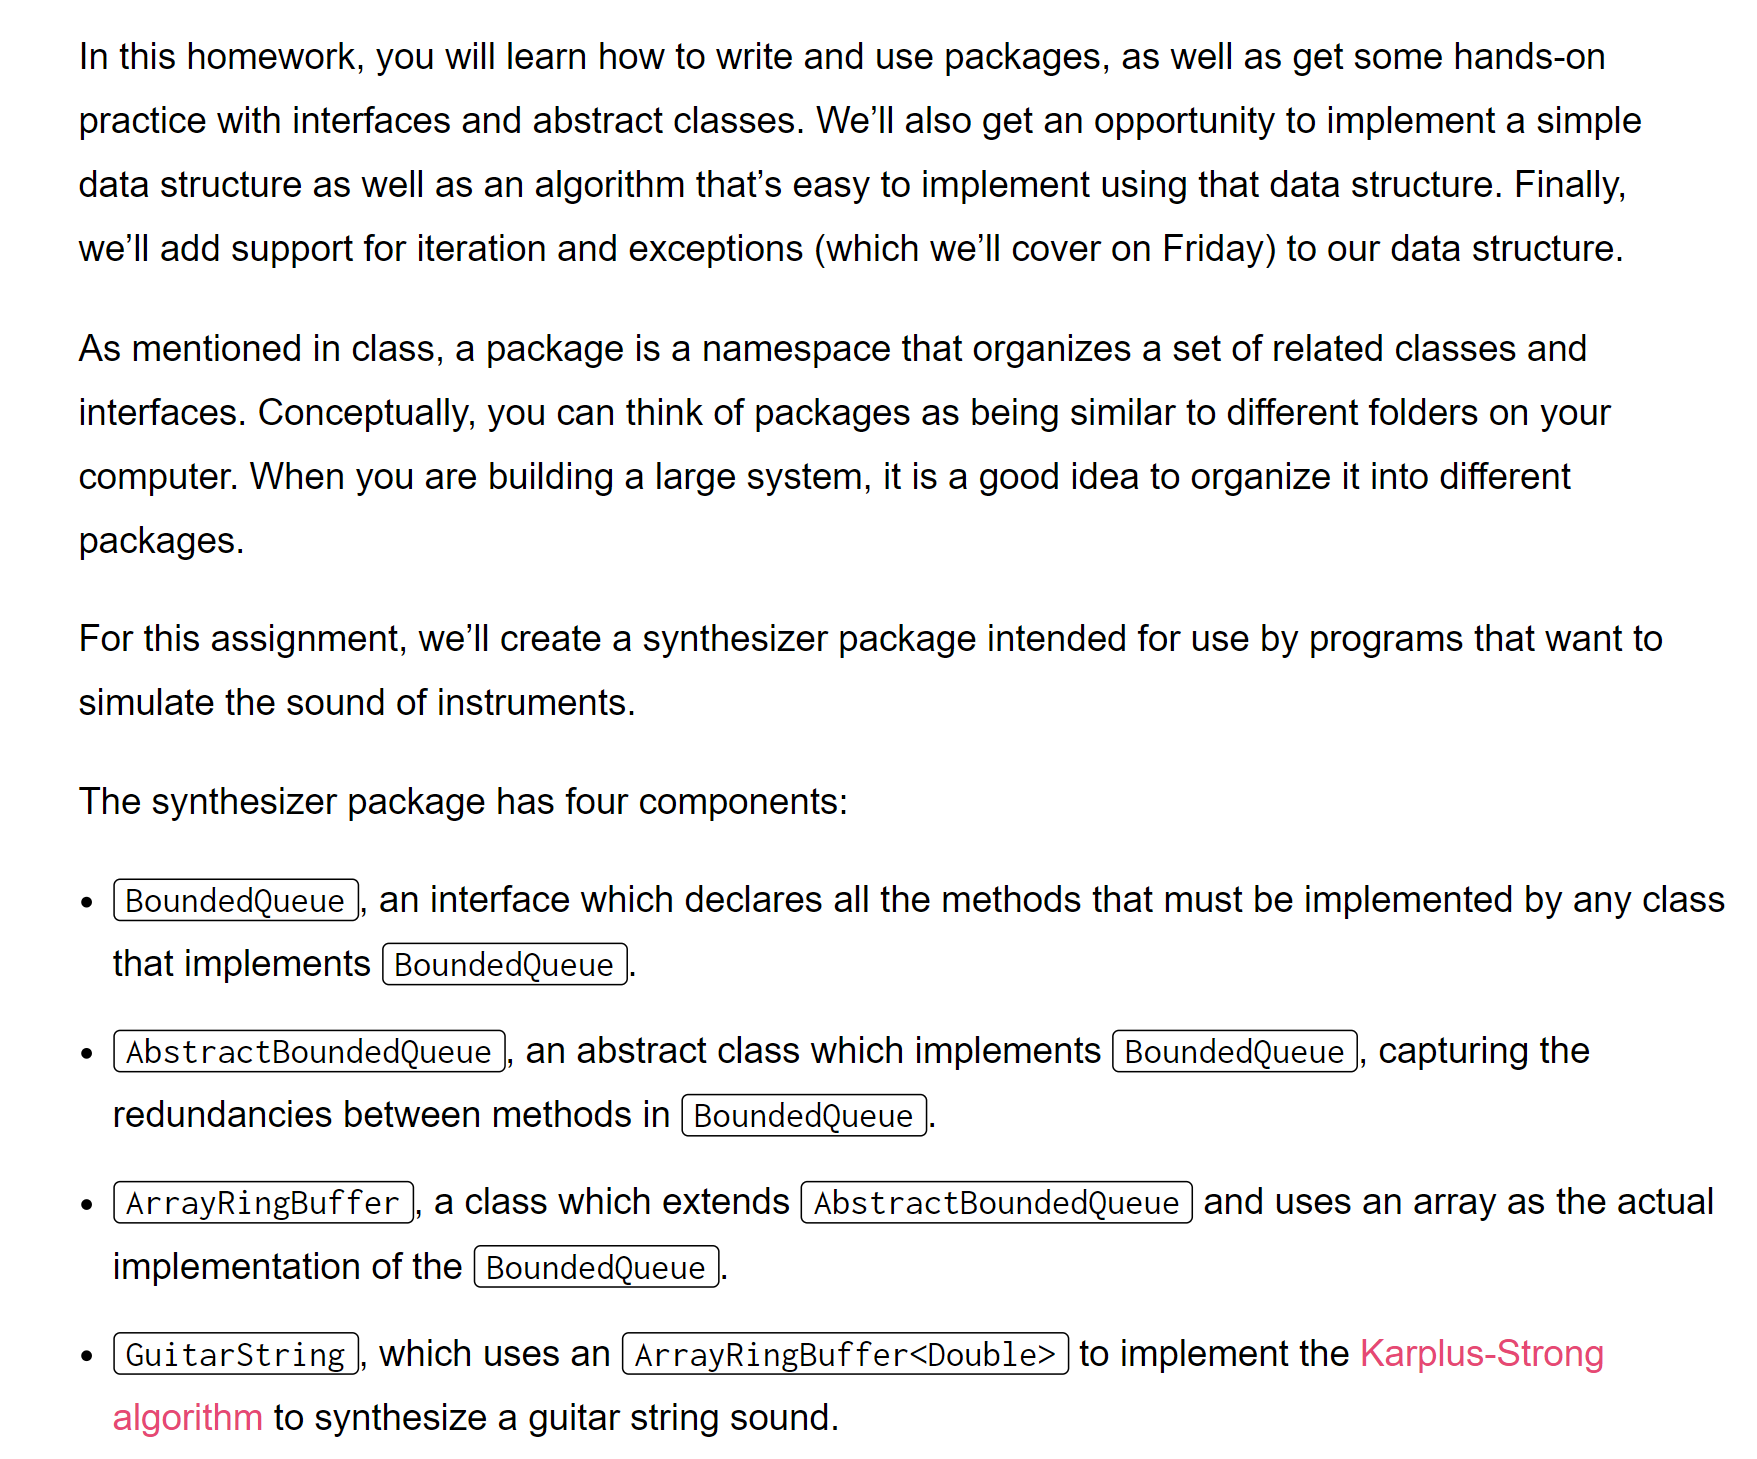 In this homework, you will learn how to write and use packages, as well as get some hands-on
practice with interfaces and abstract classes. We’ll also get an opportunity to implement a simple
data structure as well as an algorithm that’s easy to implement using that data structure. Finally,
we’ll add support for iteration and exceptions (which we’ll cover on Friday) to our data structure.
As mentioned in class, a package is a namespace that organizes a set of related classes and
interfaces. Conceptually, you can think of packages as being similar to different folders on your
computer. When you are building a large system, it is a good idea to organize it into different
packages.
For this assignment, we’ll create a synthesizer package intended for use by programs that want to
simulate the sound of instruments.
The synthesizer package has four components:
• BoundedQueue, an interface which declares all the methods that must be implemented by any class
that implements BoundedQueue.
• AbstractBoundedQueue, an abstract class which implements BoundedQueue, capturing the
redundancies between methods in BoundedQueue.
• ArrayRingBuffer, a class which extends AbstractBoundedQueue and uses an array as the actual
implementation of the BoundedQueue.
• GuitarString, which uses an ArrayRingBuffer<Double> to implement the Karplus-Strong
algorithm to synthesize a guitar string sound.